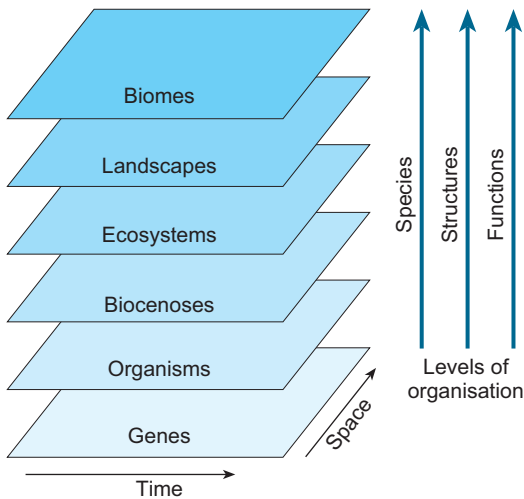 Biomes
Landscapes
Ecosystems
Biocenoses
Organisms
Genes
Time
Space
Species
Structures
Functions
Levels of
organisation